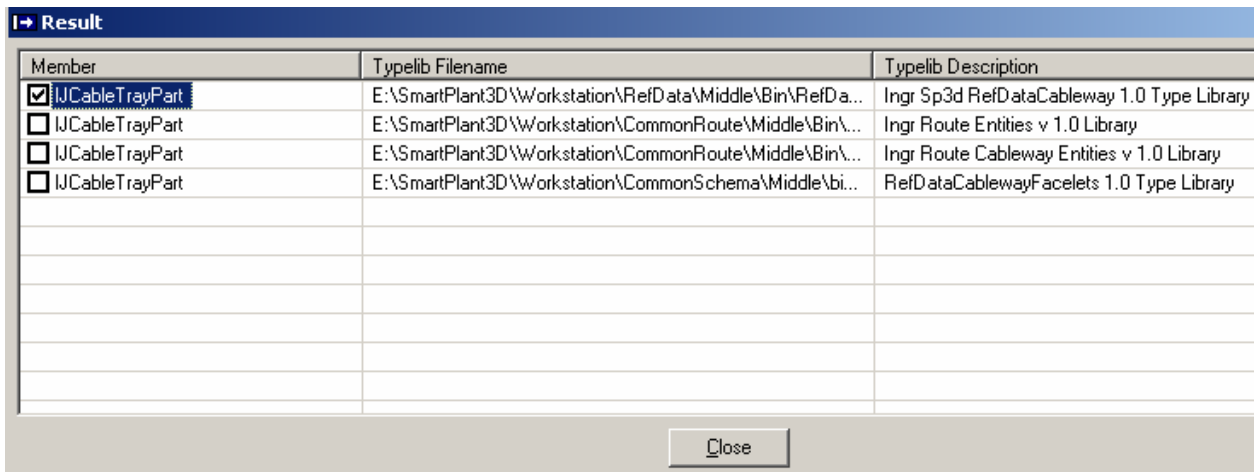 Result
Member Typelib Filename Typelib Description
IJCableTrayPart E:\SmartPlant3D\Workstation\RefData\Middle\Bin\RefDa... Ingr Sp3d RefDataCableway 1.0 Type Library
IJCableTrayPart E:\SmartPlant3D\Workstation\CommonRoute\Middle\Bin\... Ingr Route Entities v 1.0 Library
IJCableTrayPart E:\SmartPlant3D\Workstation\CommonRoute\Middle\Bin\... Ingr Route Cableway Entities v 1.0 Library
IJCableTrayPart E:\SmartPlant3D\Workstation\CommonSchema\Middle\bi... RefDataCablewayFacelets 1.0 Type Library
Close